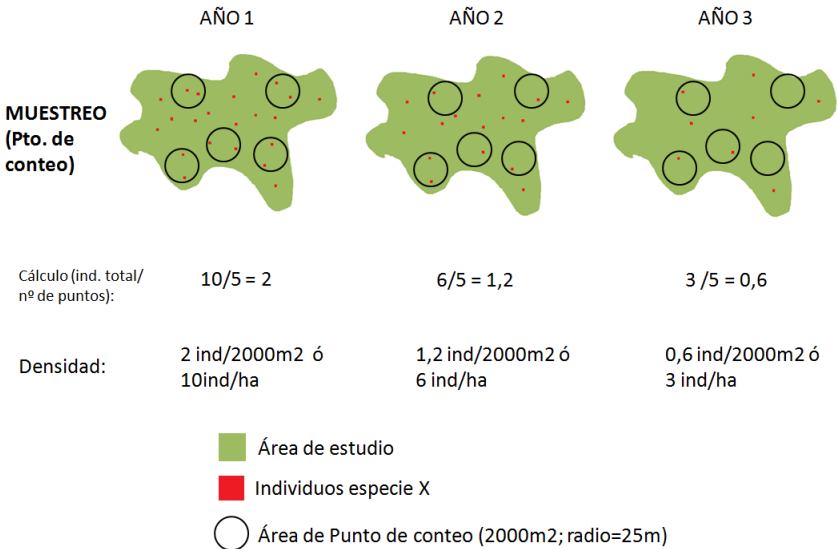 AÑO 1
AÑO 2
AÑO 3
MUESTREO
(Pto. de
conteo)
Cálculo (ind. total/
nº de puntos):
10/5 = 2
6/5 = 1,2
3 /5 = 0,6
Densidad:
2 ind/2000m2 ó
10ind/ha
1,2 ind/2000m2 ó
6 ind/ha
0,6 ind/2000m2 ó
3 ind/ha
Área de estudio
Individuos especie X
Área de Punto de conteo (2000m2; radio=25m)